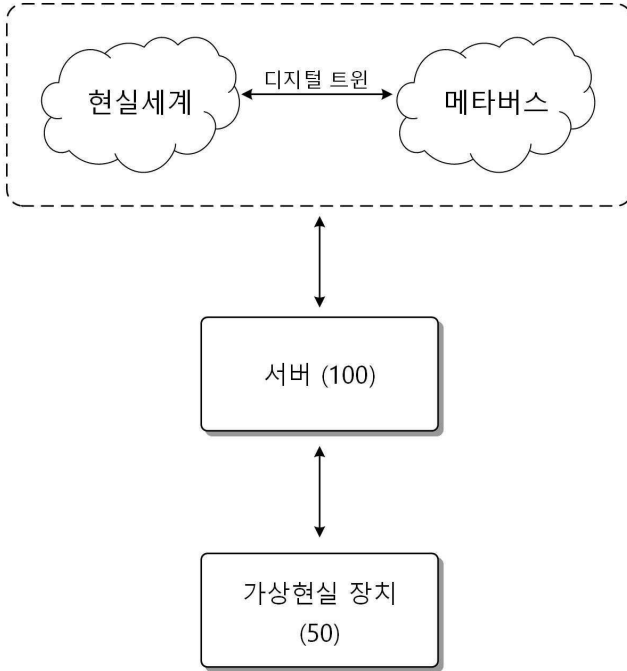 디지털 트윈
현실세계
메타버스
서버 (100)
가상현실 장치
(50)